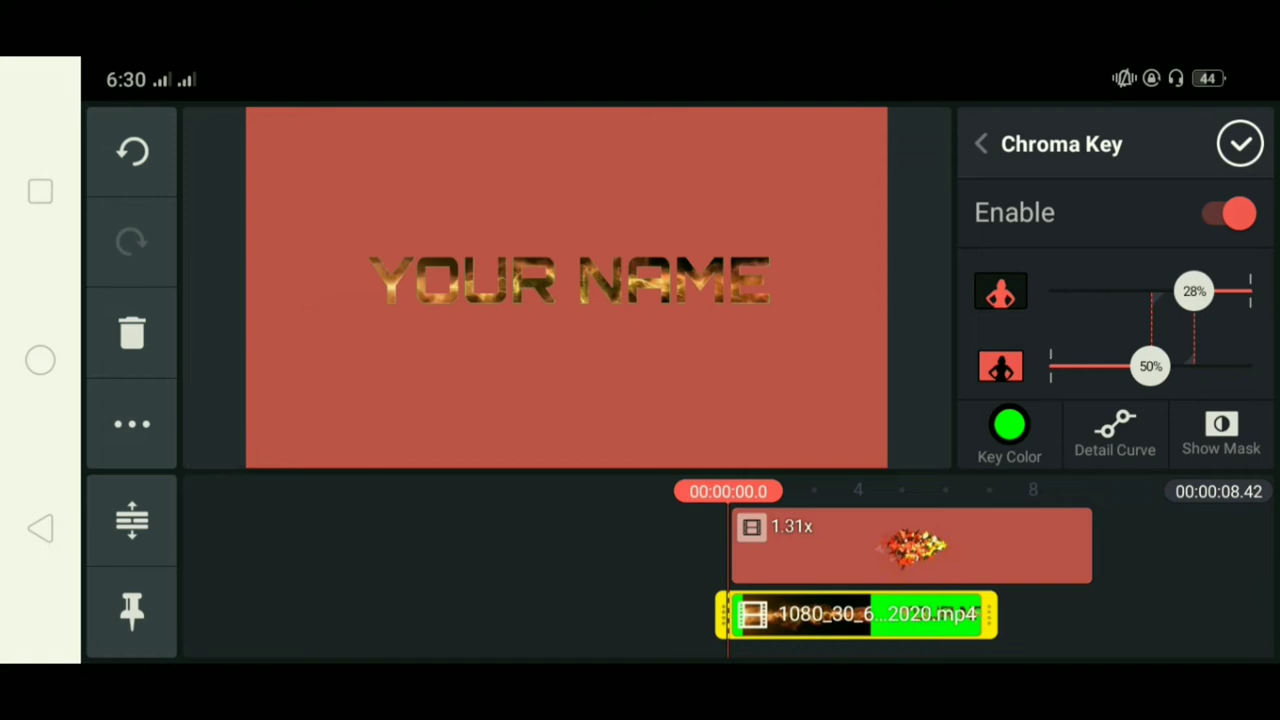 6:30
44
Chroma Key
Enable
YOUR NAME
28%
50%
Key Color
Detail Curve
Show Mask
00:00:00.0
4
8
00:00:08.42
1.31x
1080_30_6...2020.mp4